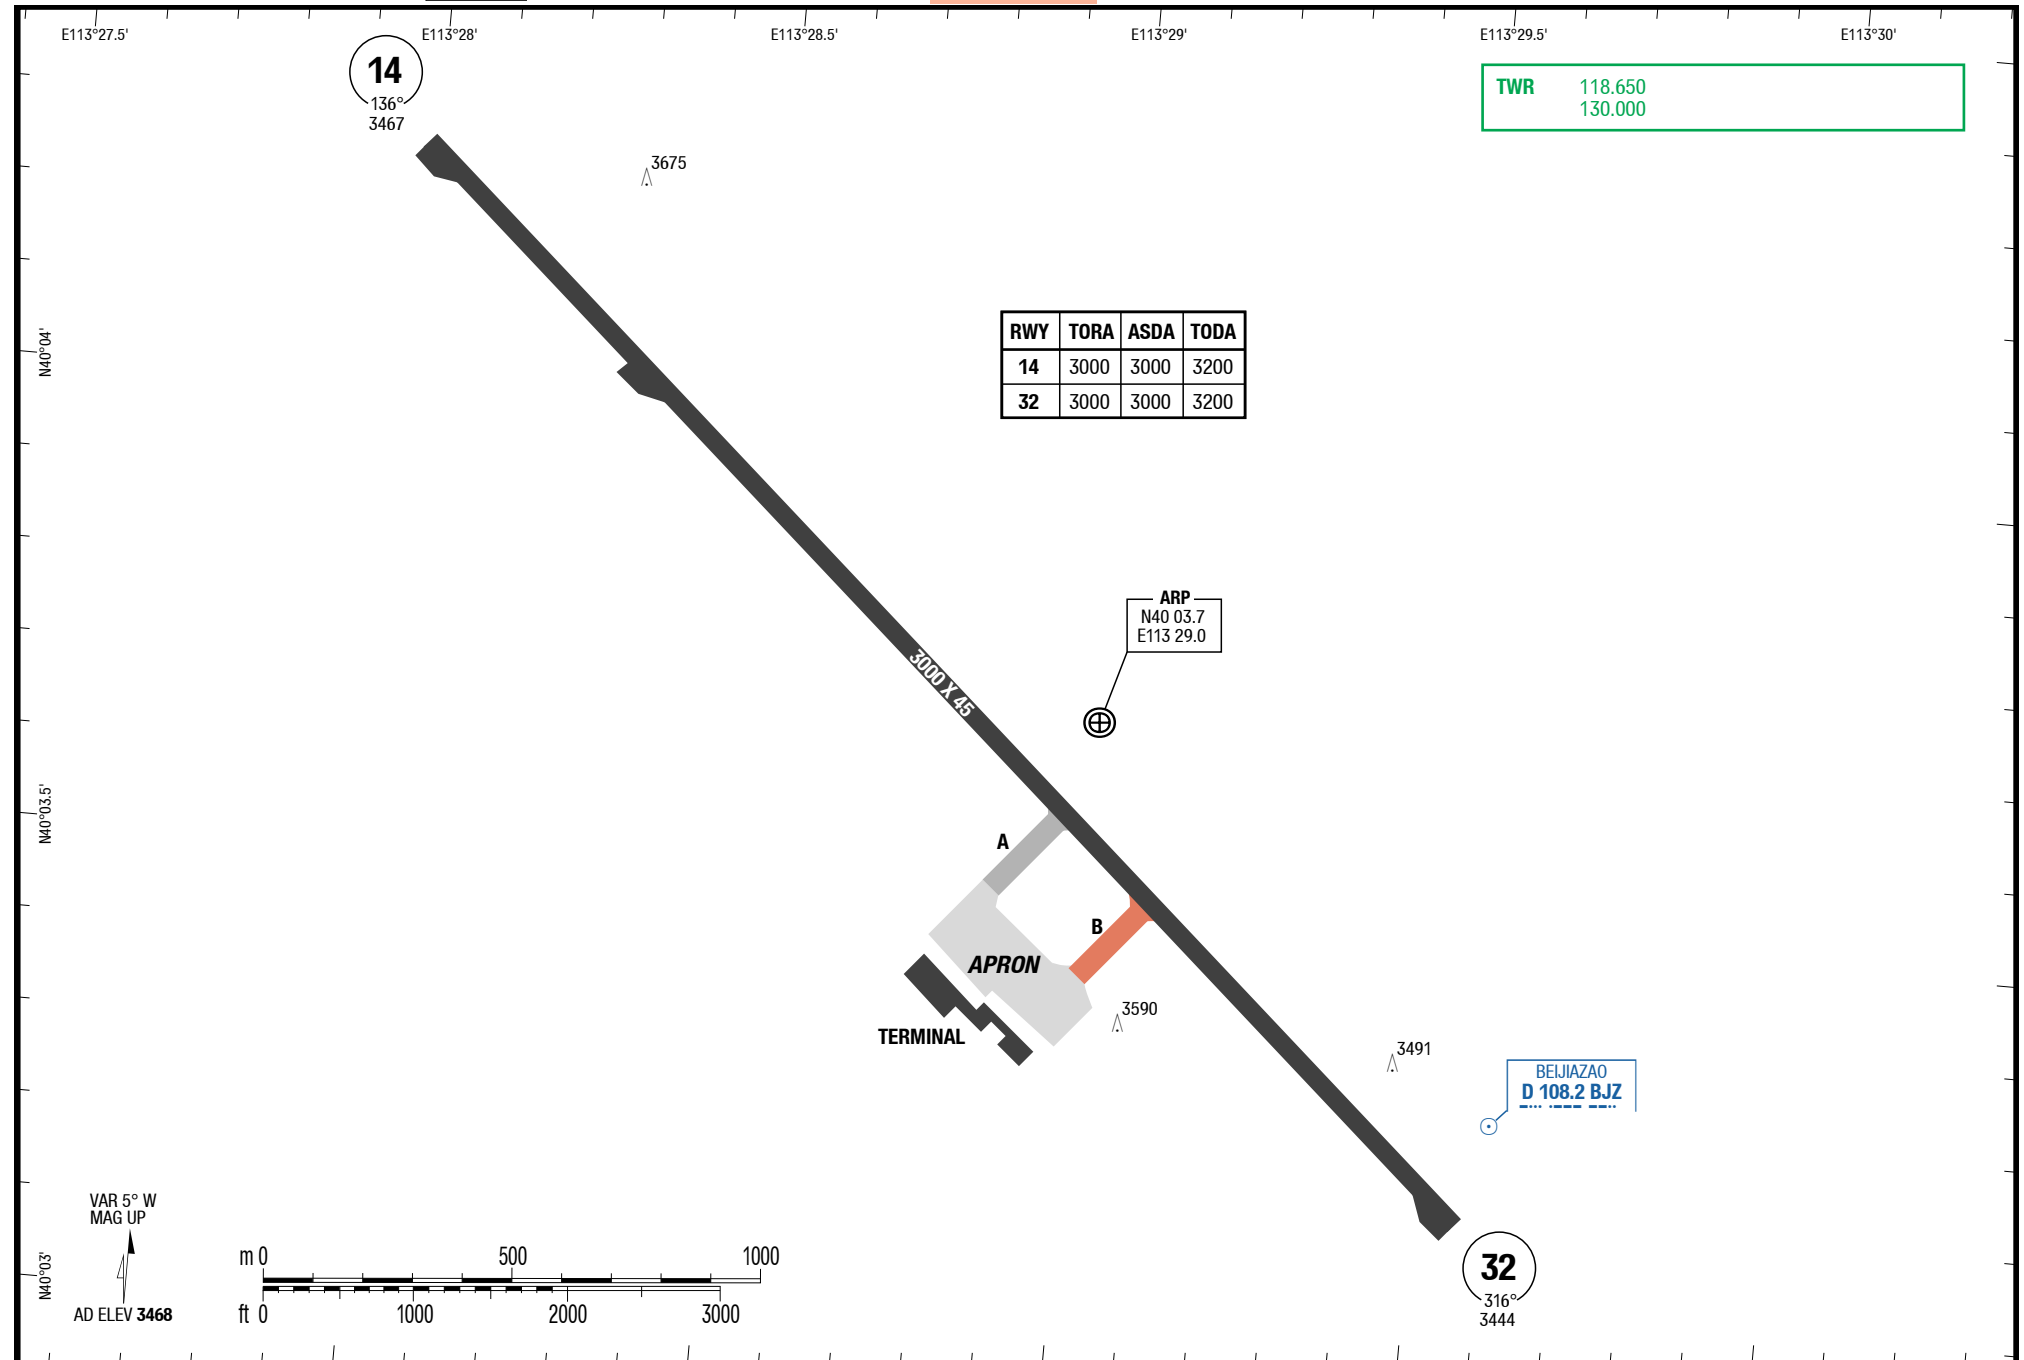 E113°27.5' E113°28' E113°28.5' E113°29' E113°29.5' E113°30'
14
136°
3467
TWR 118.650
130.000
3675
N40°04'
RWY TORA ASDA TODA
14 3000 3000 3200
32 3000 3000 3200
ARP
N40 03.7
E113 29.0
3000 X 45
N40°03.5'
A
B
APRON
TERMINAL
3590
3491
BEIJIAZAO
D 108.2 BJZ
VAR 5° W
MAG UP
N40°03'
AD ELEV 3468
m 0 500 1000
ft 0 1000 2000 3000
32
316°
3444